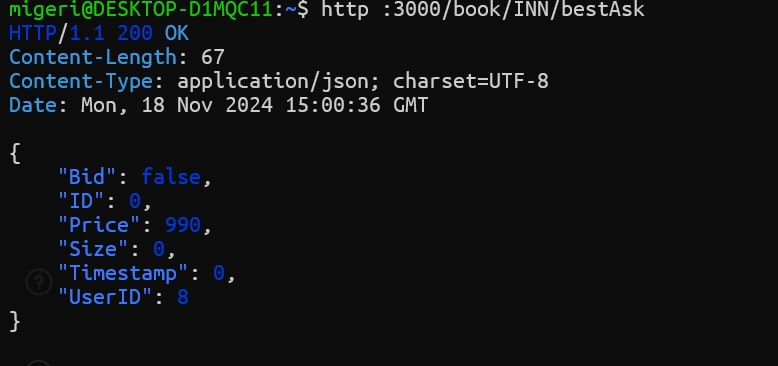 migeri@DESKTOP-D1MQC11:~$ http :3000/book/INN/bestAsk
HTTP/1.1 200 OK
Content-Length: 67
Content-Type: application/json; charset=UTF-8
Date: Mon, 18 Nov 2024 15:00:36 GMT
{
    "Bid": false,
    "ID": 0,
    "Price": 990,
    "Size": 0,
    "Timestamp": 0,
    "UserID": 8
}